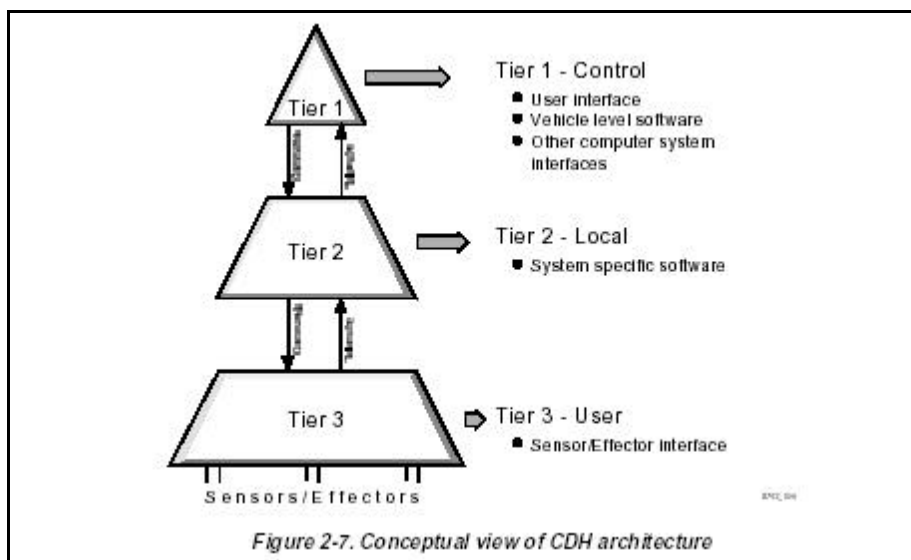 Tier 1
Tier 1 - Control
● User interface
● Vehicle level software
● Other computer system
interfaces
Tier 2
Tier 2 - Local
● System specific software
Tier 3
Tier 3 - User
● Sensor/Effector interface
Sensors/Effectors
Figure 2-7. Conceptual view of CDH architecture